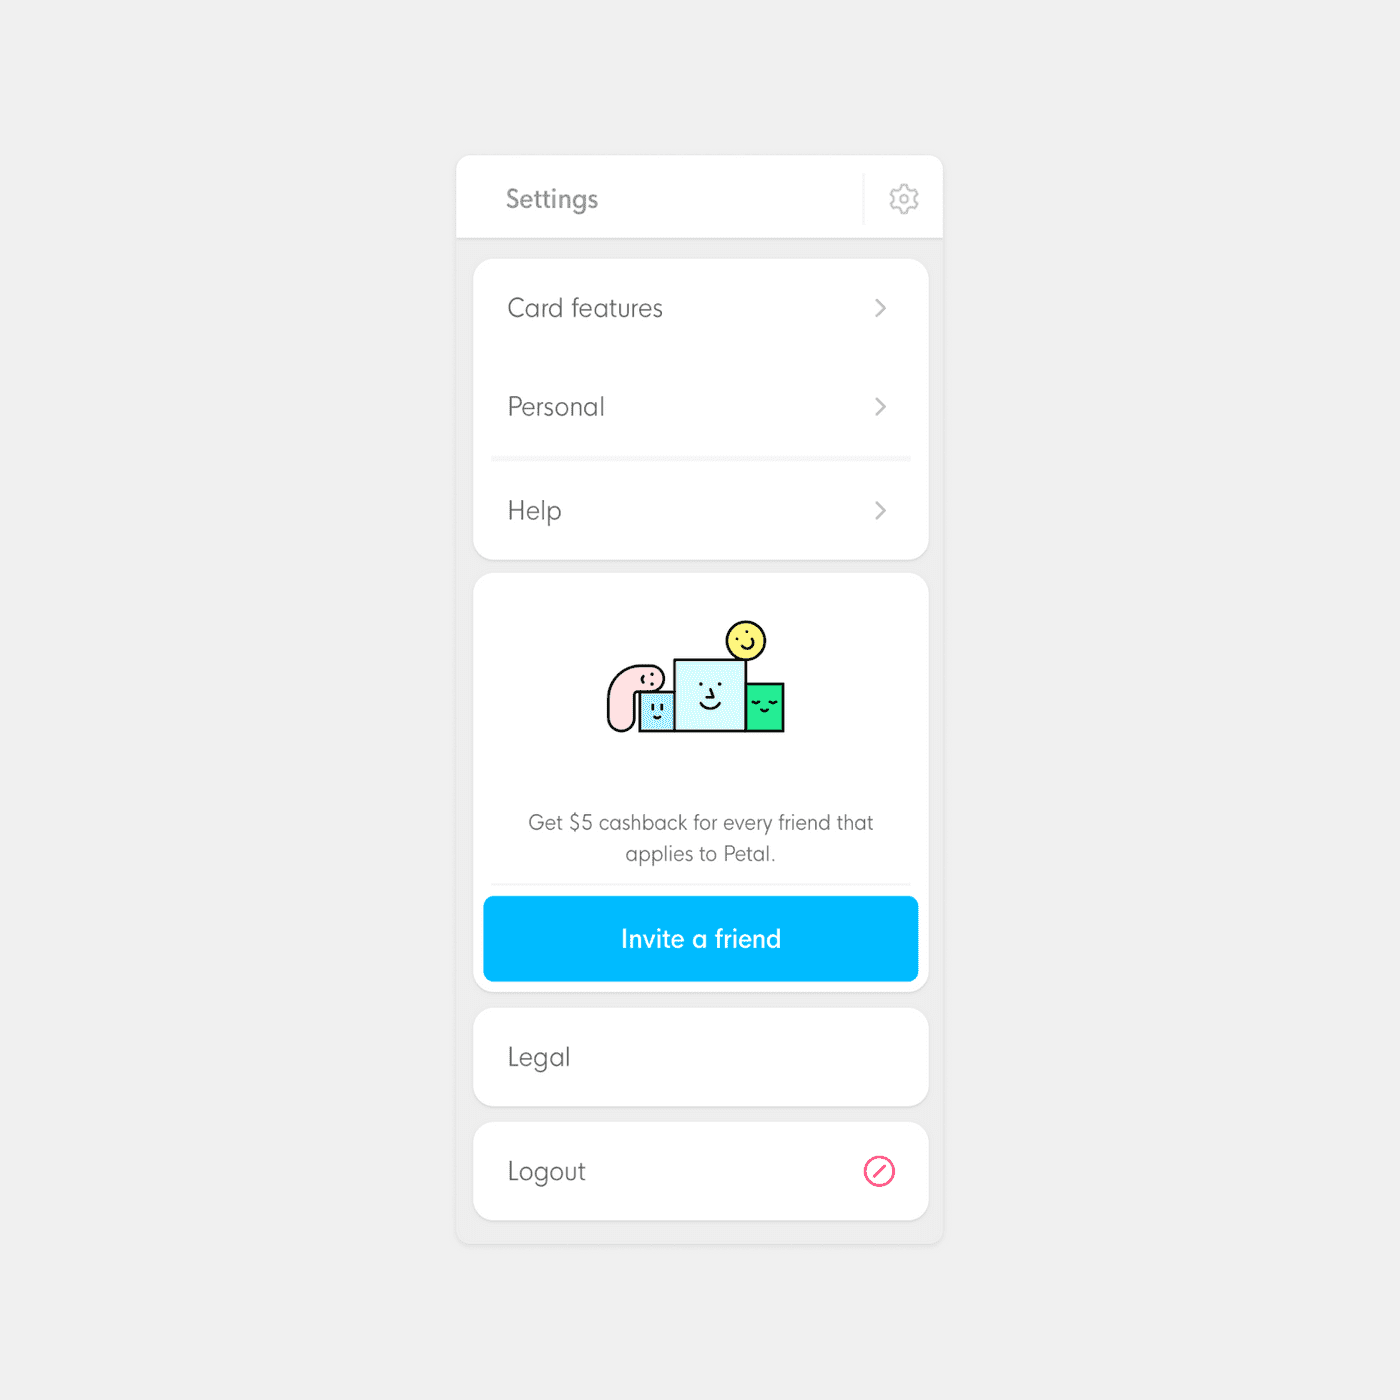 Settings
Card features
Personal
Help
Get $5 cashback for every friend that
applies to Petal.
Invite a friend
Legal
Logout